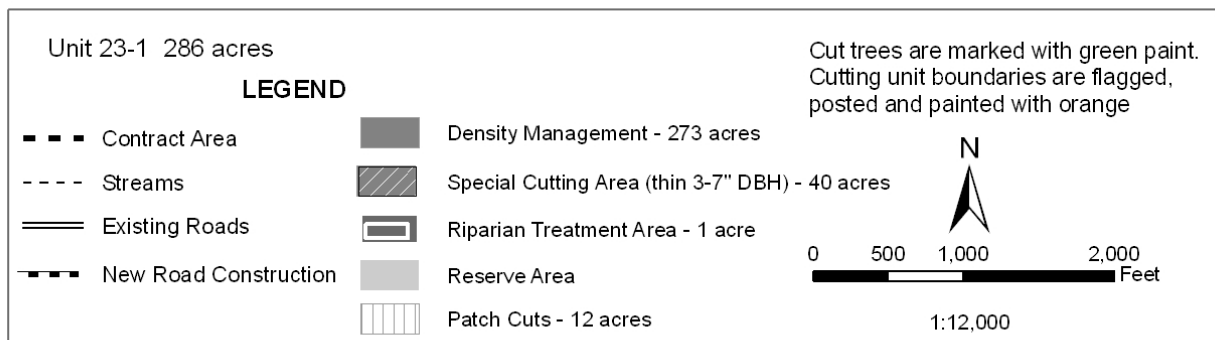 Unit 23-1 286 acres
LEGEND
Contract Area
Streams
Existing Roads
New Road Construction
Density Management - 273 acres
Special Cutting Area (thin 3-7" DBH) - 40 acres
Riparian Treatment Area - 1 acre
Reserve Area
Patch Cuts - 12 acres
Cut trees are marked with green paint.
Cutting unit boundaries are flagged,
posted and painted with orange
N
0 500 1,000 2,000
Feet
1:12,000